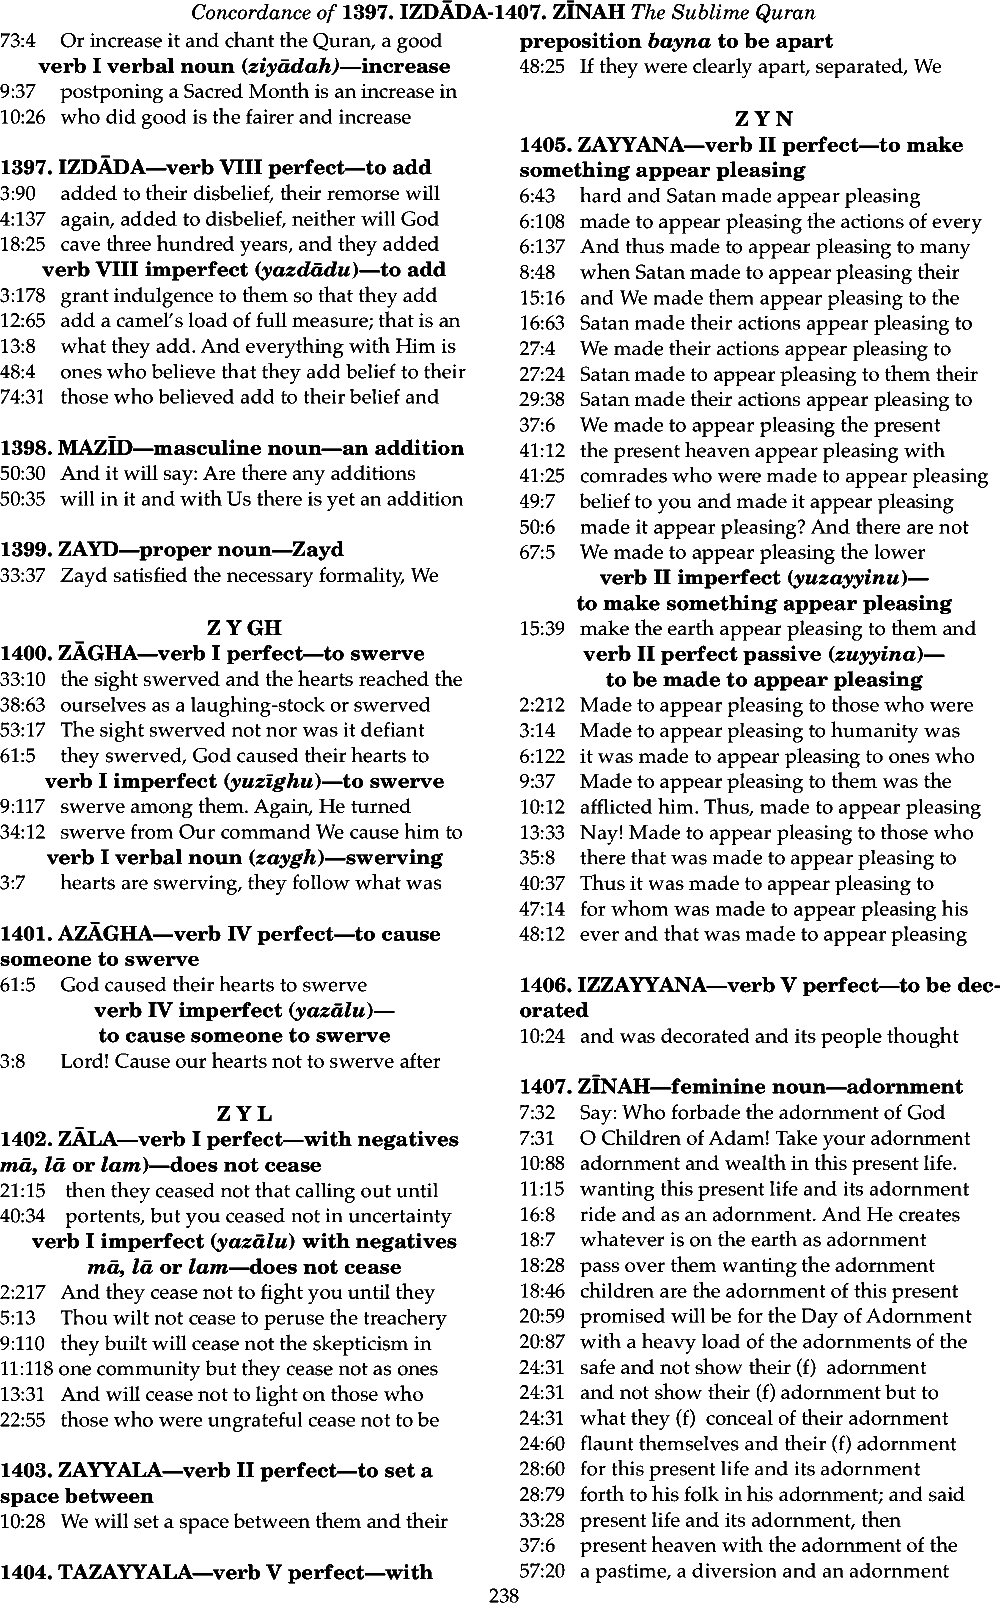 Concordance of 1397. IZDĀDA-1407. ZĪNAH The Sublime Quran
73:4 Or increase it and chant the Quran, a good
verb I verbal noun (ziyādah)—increase
9:37 postponing a Sacred Month is an increase in
10:26 who did good is the fairer and increase
1397. IZDĀDA—verb VIII perfect—to add
3:90 added to their disbelief, their remorse will
4:137 again, added to disbelief, neither will God
18:25 cave three hundred years, and they added
verb VIII imperfect (yazdādu)—to add
3:178 grant indulgence to them so that they add
12:65 add a camel's load of full measure; that is an
13:8 what they add. And everything with Him is
48:4 ones who believe that they add belief to their
74:31 those who believed add to their belief and
1398. MAZĪD—masculine noun—an addition
50:30 And it will say: Are there any additions
50:35 will in it and with Us there is yet an addition
1399. ZAYD—proper noun—Zayd
33:37 Zayd satisfied the necessary formality, We
Z Y GH
1400. ZĀGHA—verb I perfect—to swerve
33:10 the sight swerved and the hearts reached the
38:63 ourselves as a laughing-stock or swerved
53:17 The sight swerved not nor was it defiant
61:5 they swerved, God caused their hearts to
verb I imperfect (yuzīghu)—to swerve
9:117 swerve among them. Again, He turned
34:12 swerve from Our command We cause him to
verb I verbal noun (zaygh)—swerving
3:7 hearts are swerving, they follow what was
1401. AZĀGHA—verb IV perfect—to cause
someone to swerve
61:5 God caused their hearts to swerve
verb IV imperfect (yazālu)—
to cause someone to swerve
3:8 Lord! Cause our hearts not to swerve after
Z Y L
1402. ZĀLA—verb I perfect—with negatives
mā, lā or lam)—does not cease
21:15 then they ceased not that calling out until
40:34 portents, but you ceased not in uncertainty
verb I imperfect (yazālu) with negatives
mā, lā or lam—does not cease
2:217 And they cease not to fight you until they
5:13 Thou wilt not cease to peruse the treachery
9:110 they built will cease not the skepticism in
11:118 one community but they cease not as ones
13:31 And will cease not to light on those who
22:55 those who were ungrateful cease not to be
1403. ZAYYALA—verb II perfect—to set a
space between
10:28 We will set a space between them and their
1404. TAZAYYALA—verb V perfect—with
preposition bayna to be apart
48:25 If they were clearly apart, separated, We
Z Y N
1405. ZAYYANA—verb II perfect—to make
something appear pleasing
6:43 hard and Satan made appear pleasing
6:108 made to appear pleasing the actions of every
6:137 And thus made to appear pleasing to many
8:48 when Satan made to appear pleasing their
15:16 and We made them appear pleasing to the
16:63 Satan made their actions appear pleasing to
27:4 We made their actions appear pleasing to
27:24 Satan made to appear pleasing to them their
29:38 Satan made their actions appear pleasing to
37:6 We made to appear pleasing the present
41:12 the present heaven appear pleasing with
41:25 comrades who were made to appear pleasing
49:7 belief to you and made it appear pleasing
50:6 made it appear pleasing? And there are not
67:5 We made to appear pleasing the lower
verb II imperfect (yuzayyinu)—
to make something appear pleasing
15:39 make the earth appear pleasing to them and
verb II perfect passive (zuyyina)—
to be made to appear pleasing
2:212 Made to appear pleasing to those who were
3:14 Made to appear pleasing to humanity was
6:122 it was made to appear pleasing to ones who
9:37 Made to appear pleasing to them was the
10:12 afflicted him. Thus, made to appear pleasing
13:33 Nay! Made to appear pleasing to those who
35:8 there that was made to appear pleasing to
40:37 Thus it was made to appear pleasing to
47:14 for whom was made to appear pleasing his
48:12 ever and that was made to appear pleasing
1406. IZZAYYANA—verb V perfect—to be dec-
orated
10:24 and was decorated and its people thought
1407. ZĪNAH—feminine noun—adornment
7:32 Say: Who forbade the adornment of God
7:31 O Children of Adam! Take your adornment
10:88 adornment and wealth in this present life.
11:15 wanting this present life and its adornment
16:8 ride and as an adornment. And He creates
18:7 whatever is on the earth as adornment
18:28 pass over them wanting the adornment
18:46 children are the adornment of this present
20:59 promised will be for the Day of Adornment
20:87 with a heavy load of the adornments of the
24:31 safe and not show their (f) adornment
24:31 and not show their (f) adornment but to
24:31 what they (f) conceal of their adornment
24:60 flaunt themselves and their (f) adornment
28:60 for this present life and its adornment
28:79 forth to his folk in his adornment; and said
33:28 present life and its adornment, then
37:6 present heaven with the adornment of the
57:20 a pastime, a diversion and an adornment
238